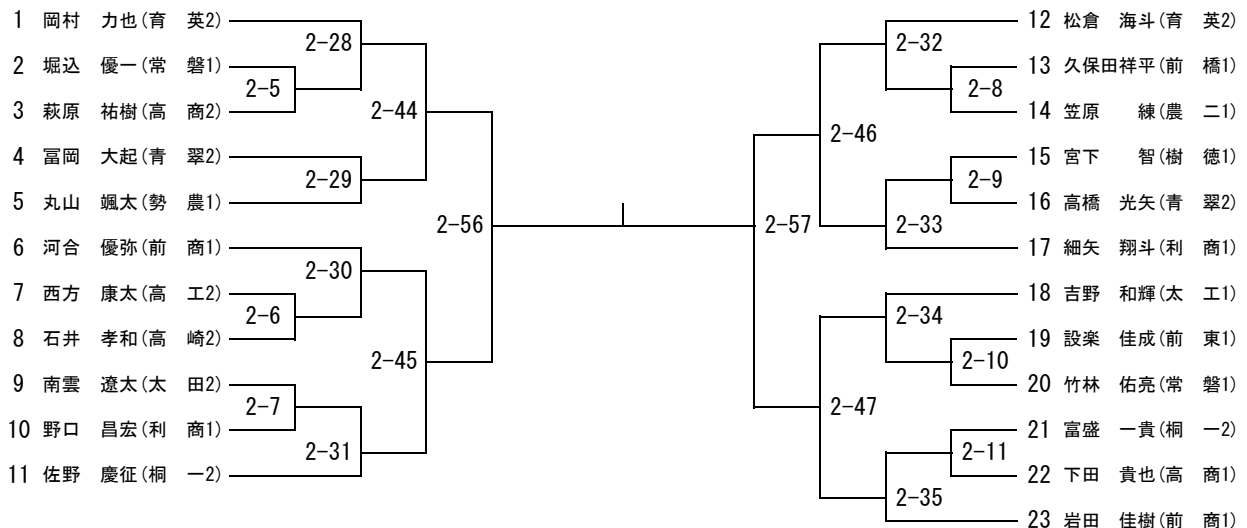 1 岡村 力也(育 英2)
2 堀込 優一(常 磐1)
3 萩原 祐樹(高 商2)
4 冨岡 大起(青 翠2)
5 丸山 颯太(勢 農1)
6 河合 優弥(前 商1)
7 西方 康太(高 工2)
8 石井 孝和(高 崎2)
9 南雲 遼太(太 田2)
10 野口 昌宏(利 商1)
11 佐野 慶征(桐 一2)
2-28
2-5
2-44
2-29
2-56
2-30
2-6
2-45
2-7
2-31
12 松倉 海斗(育 英2)
13 久保田祥平(前 橋1)
14 笠原 練(農 二1)
15 宮下 智(樹 徳1)
16 高橋 光矢(青 翠2)
17 細矢 翔斗(利 商1)
18 吉野 和輝(太 工1)
19 設楽 佳成(前 東1)
20 竹林 佑亮(常 磐1)
21 富盛 一貴(桐 一2)
22 下田 貴也(高 商1)
23 岩田 佳樹(前 商1)
2-32
2-8
2-46
2-9
2-33
2-57
2-34
2-10
2-47
2-11
2-35